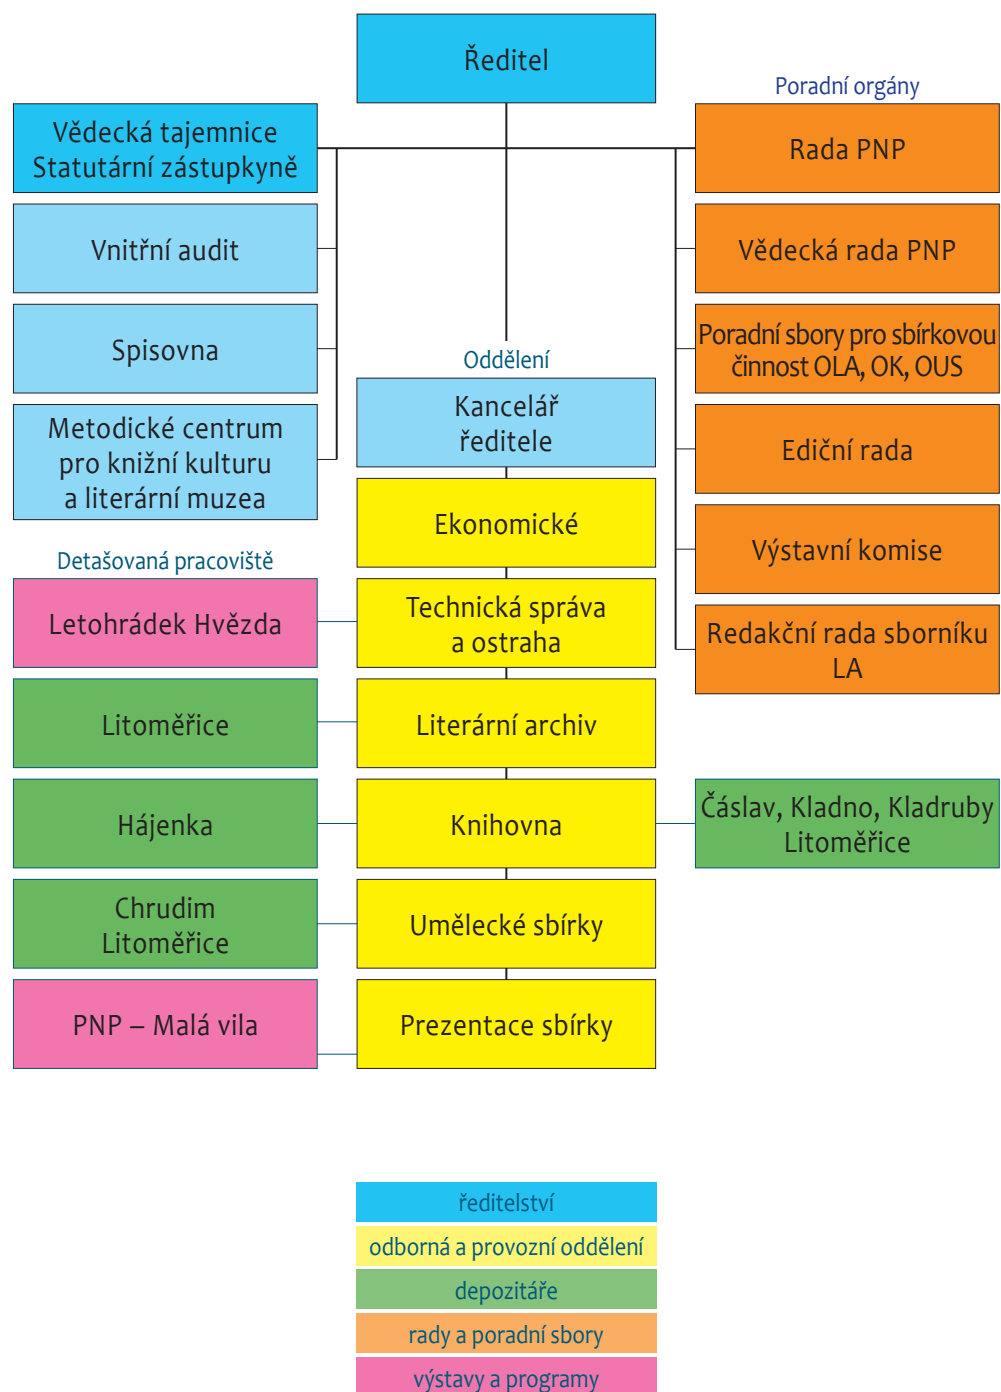 Ředitel
Poradní orgány
Vědecká tajemnice
Statutární zástupkyně
Rada PNP
Vnitřní audit
Vědecká rada PNP
Spisovna
Poradní sbory pro sbírkovou
činnost OLA, OK, OUS
Oddělení
Kancelář
ředitele
Metodické centrum
pro knižní kulturu
a literární muzea
Ediční rada
Ekonomické
Výstavní komise
Detašovaná pracoviště
Letohrádek Hvězda
Technická správa
a ostraha
Redakční rada sborníku
LA
Litoměřice
Literární archiv
Hájenka
Knihovna
Čáslav, Kladno, Kladruby
Litoměřice
Chrudim
Litoměřice
Umělecké sbírky
PNP – Malá vila
Prezentace sbírky
ředitelství
odborná a provozní oddělení
depozitáře
rady a poradní sbory
výstavy a programy